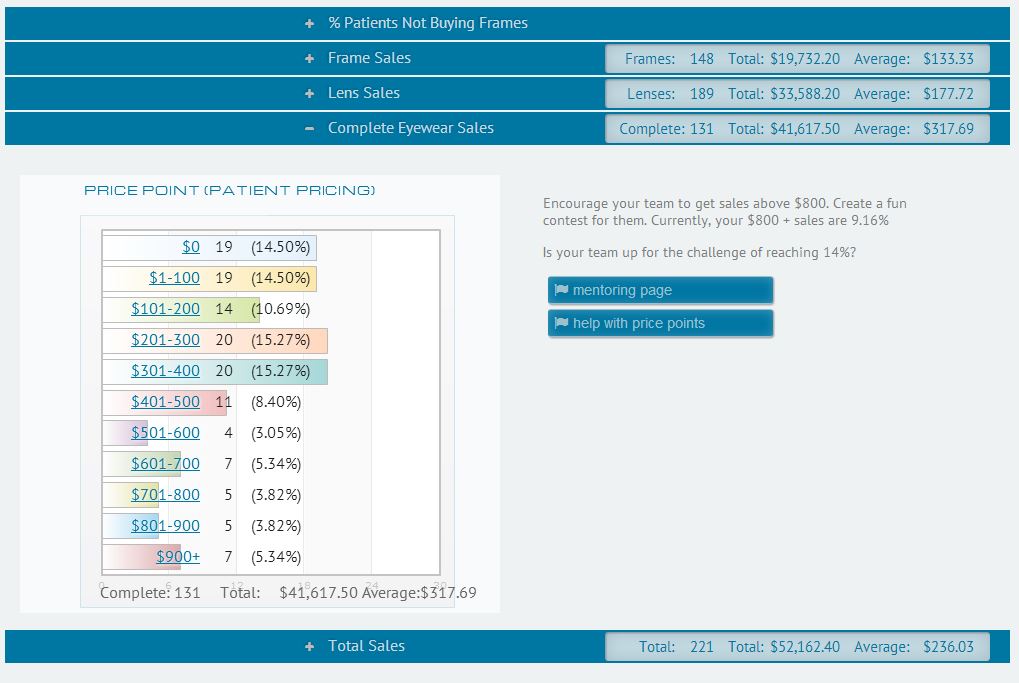 % Patients Not Buying Frames
Frame Sales Frames: 148 Total: $19,732.20 Average: $133.33
Lens Sales Lenses: 189 Total: $33,588.20 Average: $177.72
Complete Eyewear Sales Complete: 131 Total: $41,617.50 Average: $317.69
PRICE POINT (PATIENT PRICING)
$0 19 (14.50%)
$1-100 19 (14.50%)
$101-200 14 (10.69%)
$201-300 20 (15.27%)
$301-400 20 (15.27%)
$401-500 11 (8.40%)
$501-600 4 (3.05%)
$601-700 7 (5.34%)
$701-800 5 (3.82%)
$801-900 5 (3.82%)
$900+ 7 (5.34%)
0 6 12 18 24 30
Complete: 131 Total: $41,617.50 Average:$317.69
Encourage your team to get sales above $800. Create a fun
contest for them. Currently, your $800 + sales are 9.16%
Is your team up for the challenge of reaching 14%?
mentoring page
help with price points
Total Sales Total: 221 Total: $52,162.40 Average: $236.03